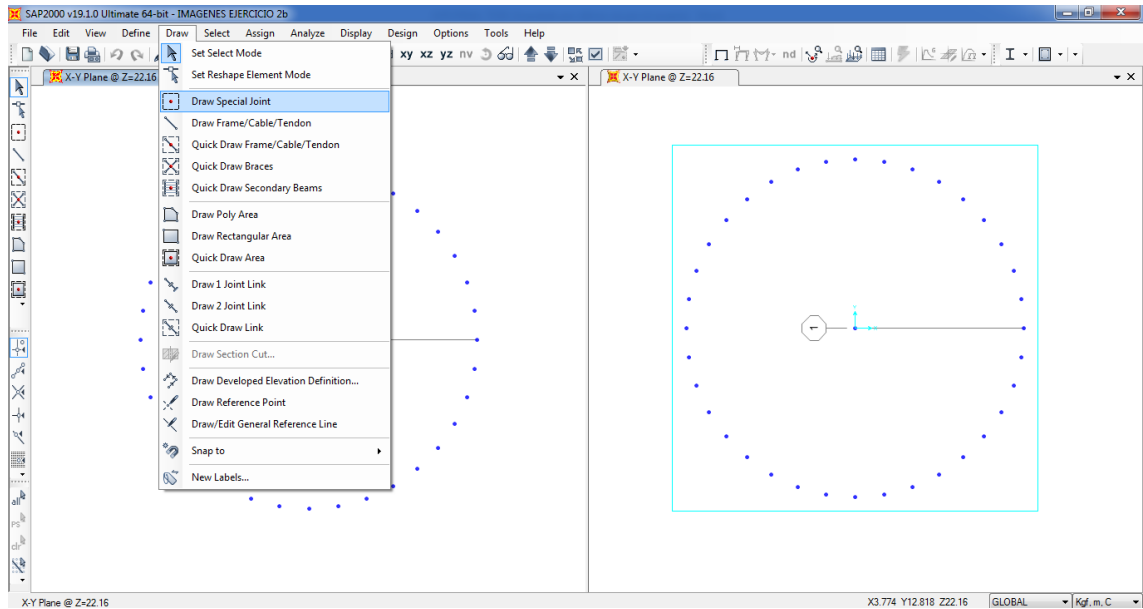 SAP2000 v19.1.0 Ultimate 64-bit - IMAGENES EJERCICIO 2b
File Edit View Define Draw Select Assign Analyze Display Design Options Tools Help
xy xz yz nv nd
X-Y Plane @ Z=22.16
X-Y Plane @ Z=22.16
Set Select Mode
Set Reshape Element Mode
Draw Special Joint
Draw Frame/Cable/Tendon
Quick Draw Frame/Cable/Tendon
Quick Draw Braces
Quick Draw Secondary Beams
Draw Poly Area
Draw Rectangular Area
Quick Draw Area
Draw 1 Joint Link
Draw 2 Joint Link
Quick Draw Link
Draw Section Cut...
Draw Developed Elevation Definition...
Draw Reference Point
Draw/Edit General Reference Line
Snap to
New Labels...
1
all
ps
clr
X-Y Plane @ Z=22.16
X3.774 Y12.818 Z22.16
GLOBAL
Kgf, m, C